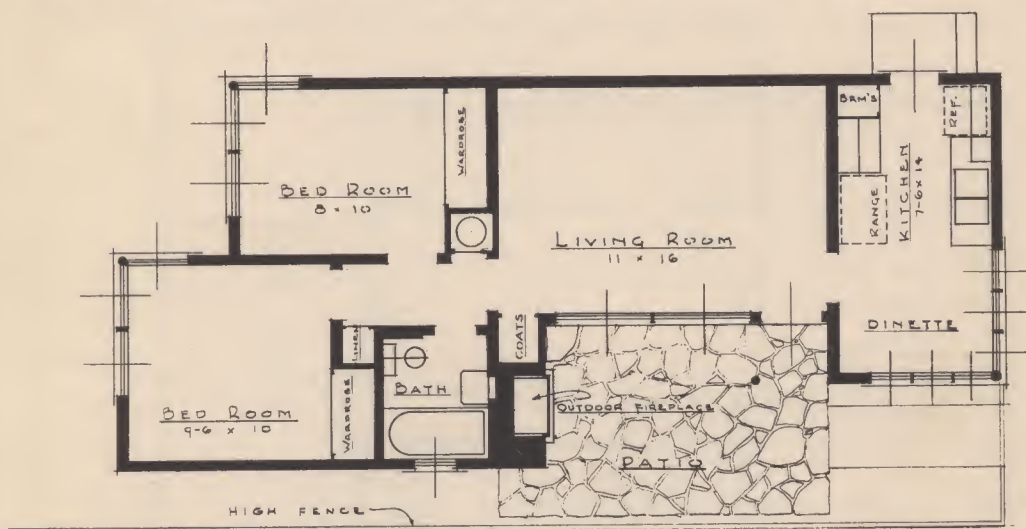 BRM'S
REF.
WARDROBE
BED ROOM
8 x 10
RANGE
KITCHEN
7-6 x 14
LIVING ROOM
11 x 16
COATS
DINETTE
LINEN
BATH
WARDROBE
BED ROOM
9-6 x 10
OUTDOOR FIREPLACE
PATIO
HIGH FENCE